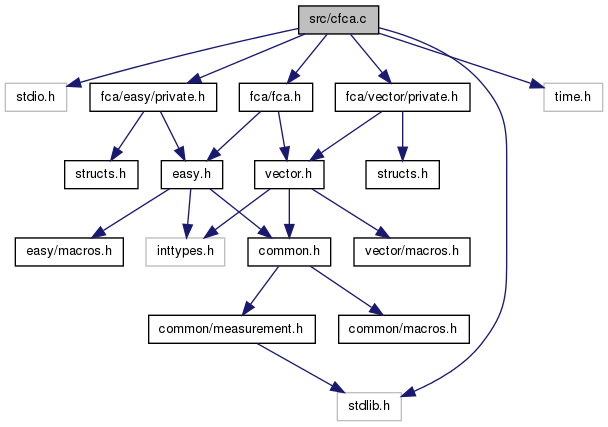 src/cfca.c
stdio.h
fca/easy/private.h
fca/fca.h
fca/vector/private.h
time.h
structs.h
easy.h
vector.h
structs.h
easy/macros.h
inttypes.h
common.h
vector/macros.h
common/measurement.h
common/macros.h
stdlib.h